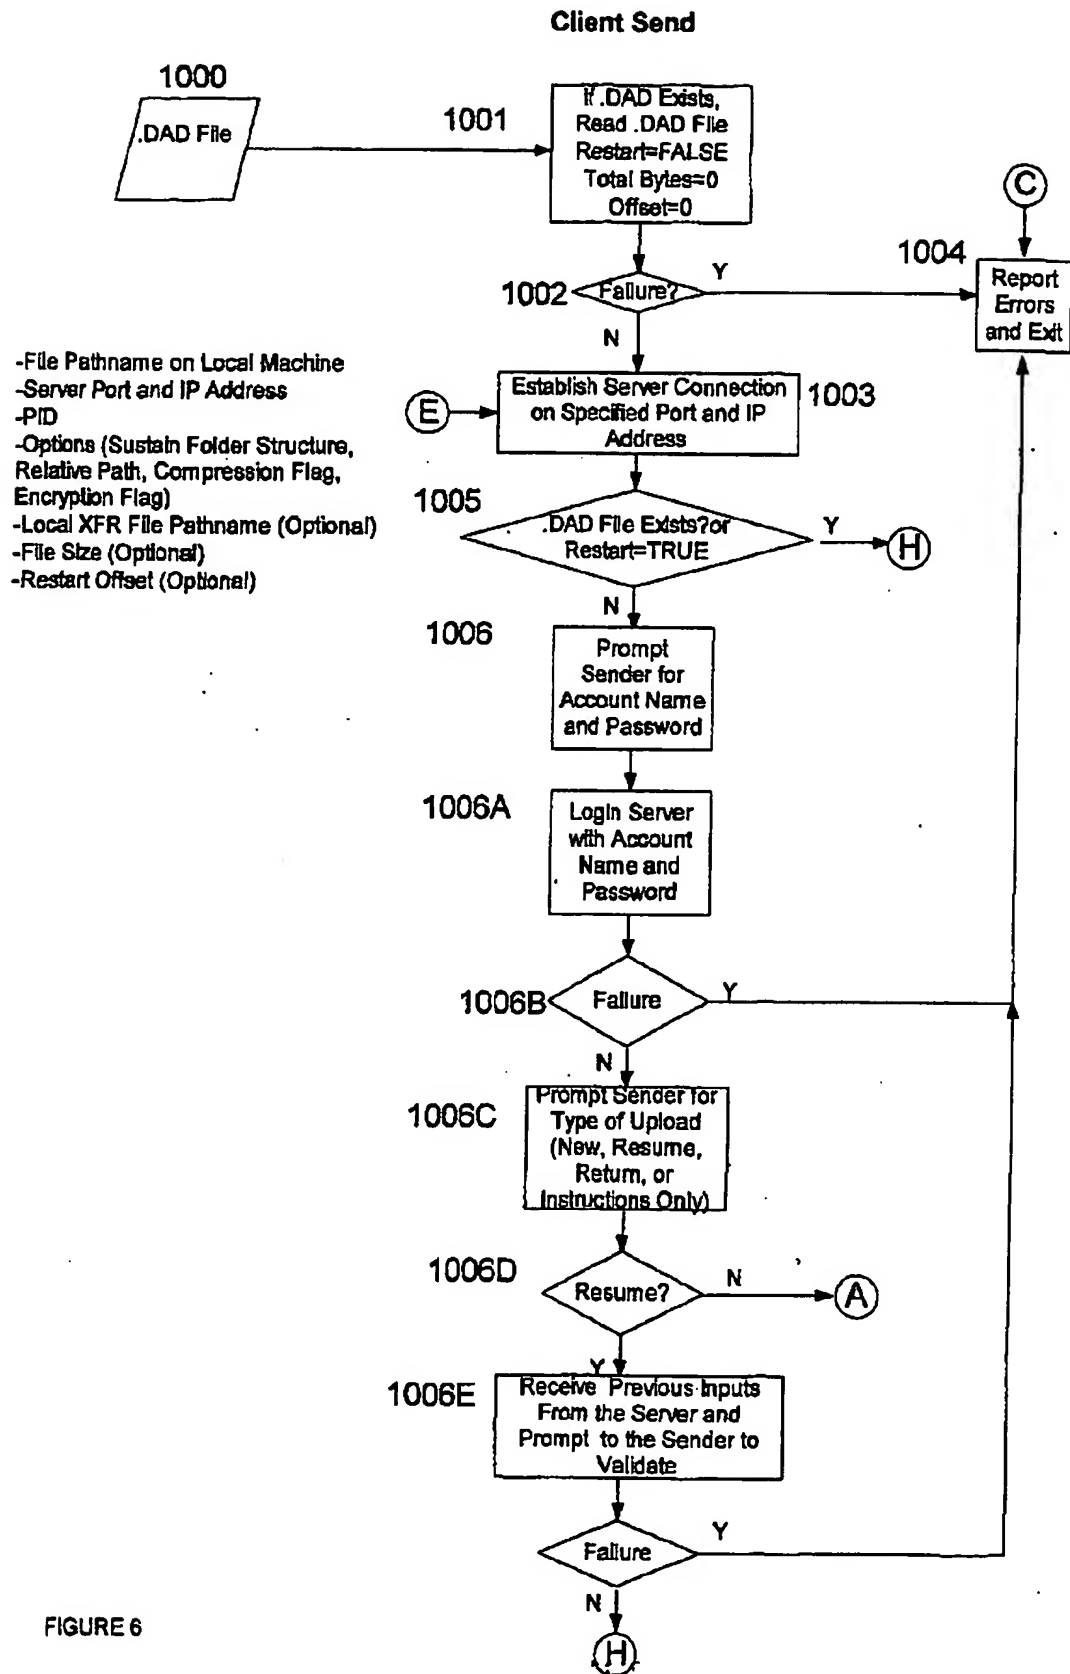 Client Send
1000
.DAD File
1001
If .DAD Exists,
Read .DAD File
Restart=FALSE
Total Bytes=0
Offset=0
C
1002
Failure?
Y
N
1004
Report
Errors
and Exit
-File Pathname on Local Machine
-Server Port and IP Address
-PID
-Options (Sustain Folder Structure,
Relative Path, Compression Flag,
Encryption Flag)
-Local XFR File Pathname (Optional)
-File Size (Optional)
-Restart Offset (Optional)
E
Establish Server Connection
on Specified Port and IP
Address
1003
1005
.DAD File Exists?or
Restart=TRUE
Y
H
N
1006
Prompt
Sender for
Account Name
and Password
1006A
Login Server
with Account
Name and
Password
1006B
Failure
Y
N
1006C
Prompt Sender for
Type of Upload
(New, Resume,
Return, or
Instructions Only)
1006D
Resume?
N
A
Y
1006E
Receive Previous Inputs
From the Server and
Prompt to the Sender to
Validate
Failure
Y
N
H
FIGURE 6